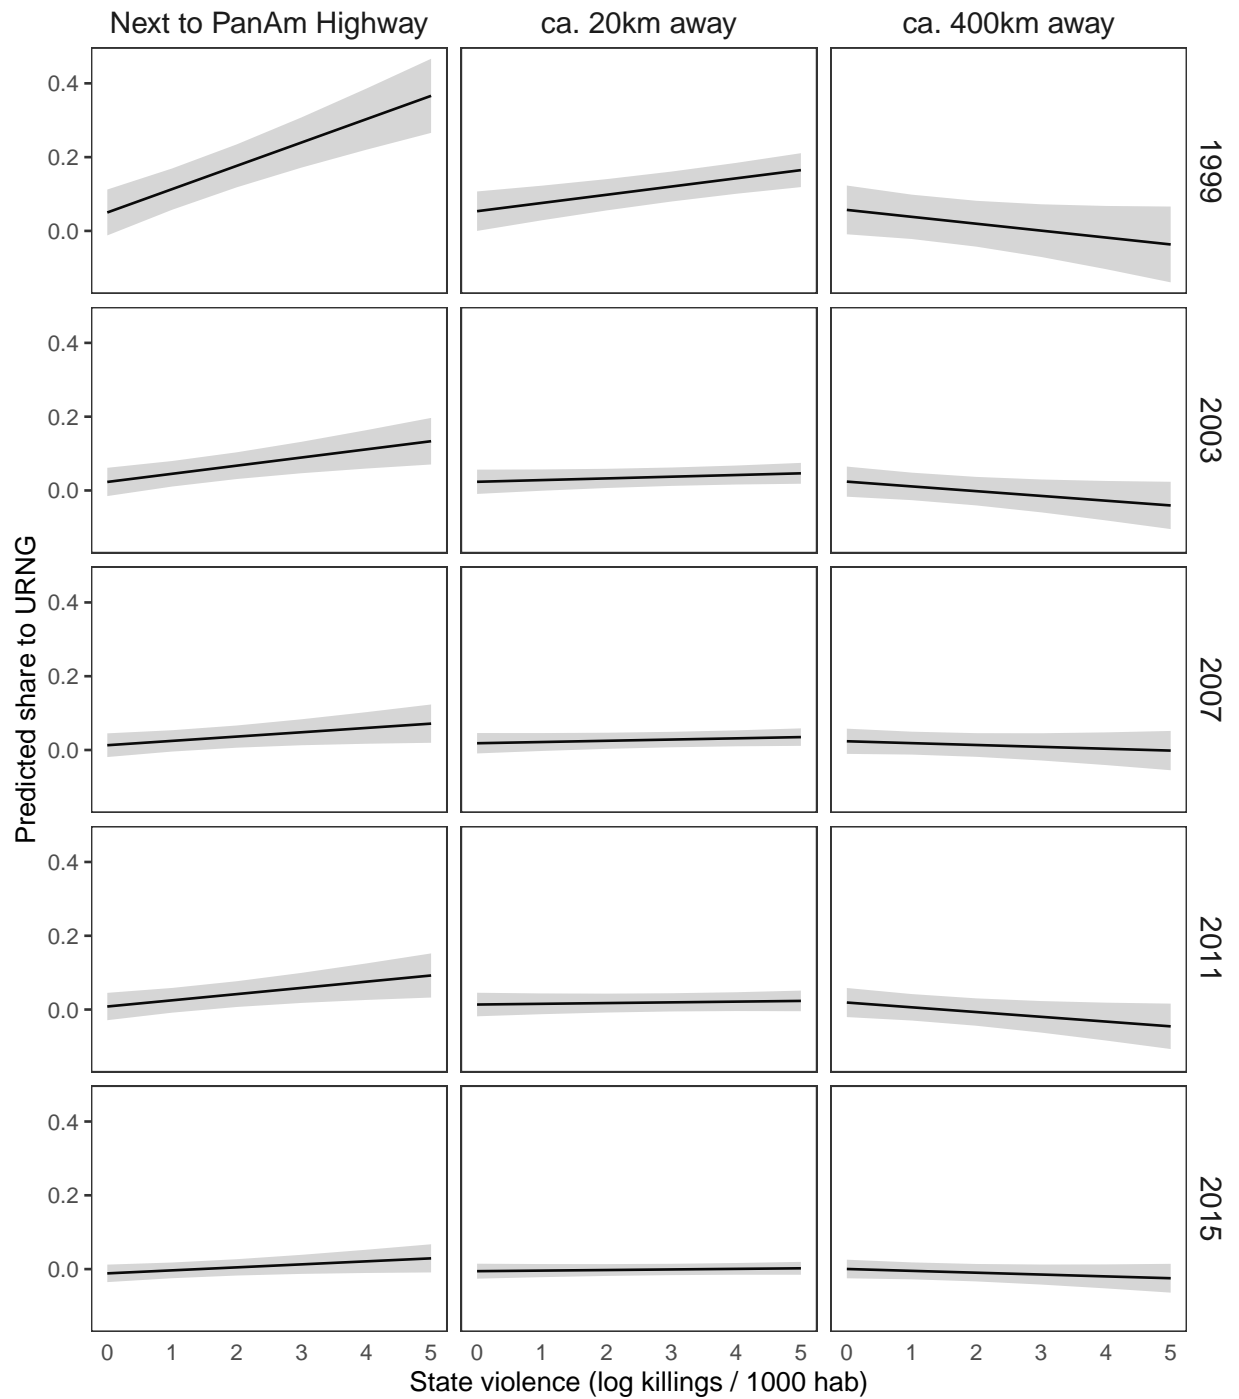 Next to PanAm Highway
ca. 20km away
ca. 400km away
0.4
0.2
0.0
1999
0.4
0.2
0.0
2003
0.4
0.2
0.0
2007
0.4
0.2
0.0
2011
0.4
0.2
0.0
2015
Predicted share to URNG
0 1 2 3 4 5
0 1 2 3 4 5
0 1 2 3 4 5
State violence (log killings / 1000 hab)